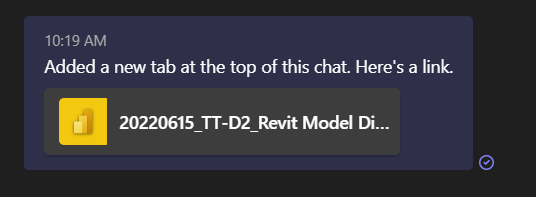 10:19 AM
Added a new tab at the top of this chat. Here's a link.
20220615_TT-D2_Revit Model Di...